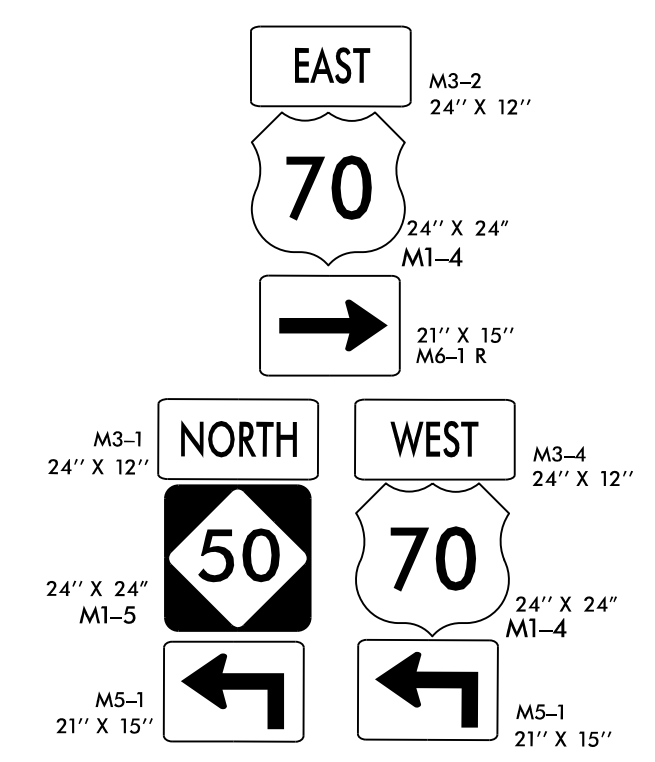 EAST
M3–2
24'' X 12''
70
24'' X 24"
M1–4
21'' X 15''
M6–1 R
NORTH
M3–1
24'' X 12''
WEST
M3–4
24'' X 12''
50
24'' X 24"
M1–5
70
24'' X 24"
M1–4
M5–1
21'' X 15''
M5–1
21'' X 15''